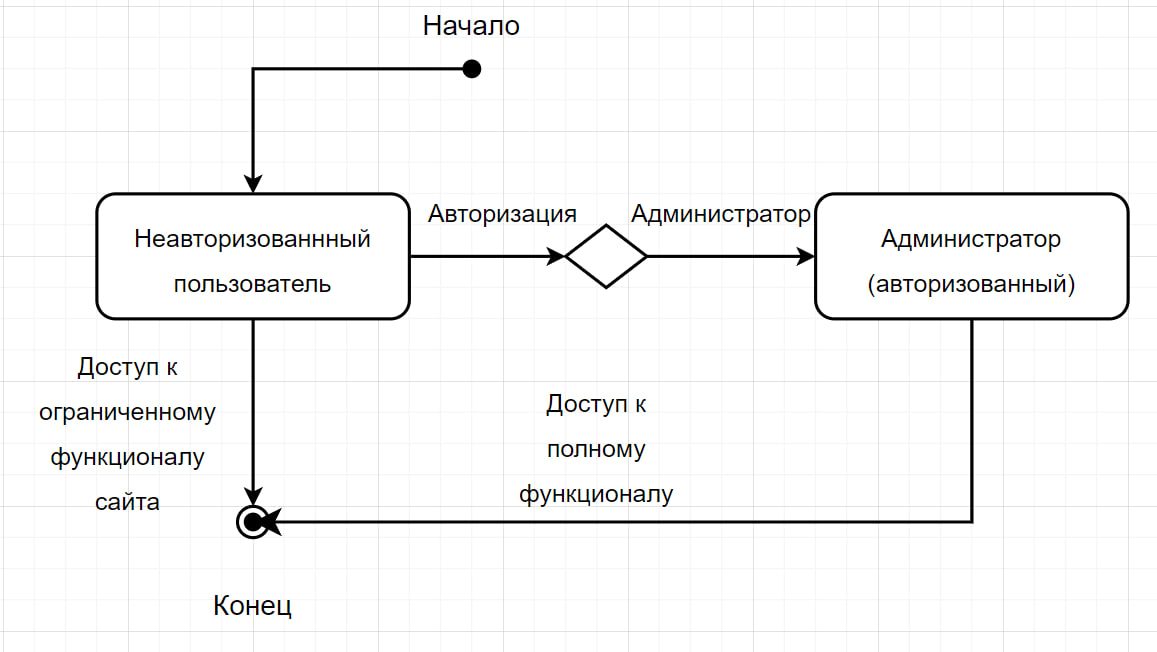 Начало
Авторизация
Администратор
Неавторизованнный
пользователь
Администратор
(авторизованный)
Доступ к
ограниченному
функционалу
сайта
Доступ к
полному
функционалу
Конец